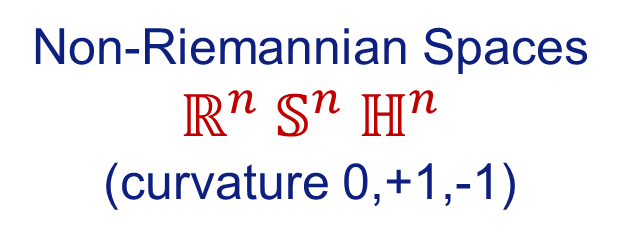 Non-Riemannian Spaces
ℝⁿ 𝕊ⁿ ℍⁿ
(curvature 0,+1,-1)